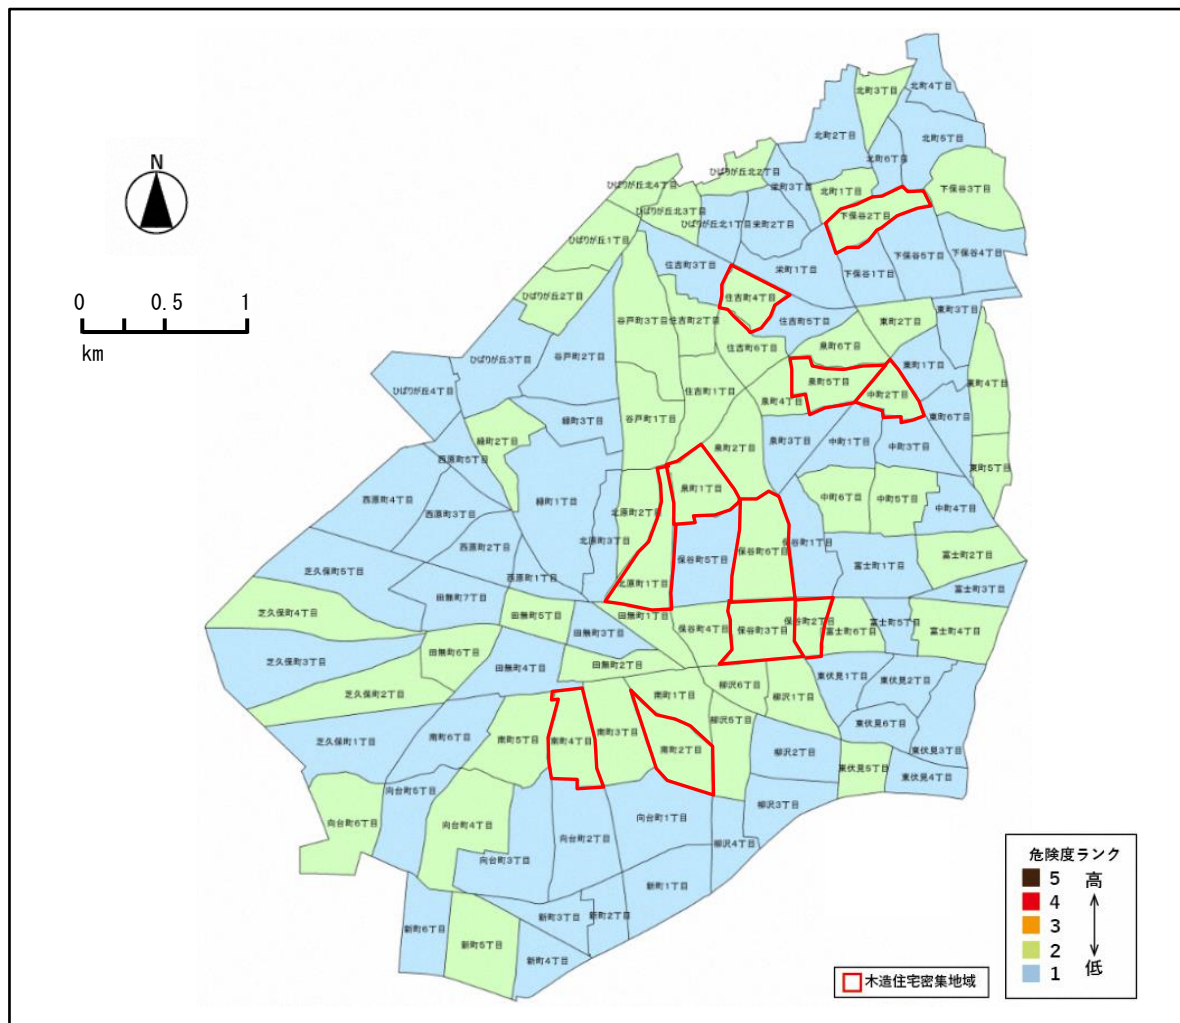 北町4丁目
北町3丁目
北町2丁目
北町5丁目
北町6丁目
N
ひばりが丘北2丁目
栄町3丁目
ひばりが丘北4丁目
北町1丁目
下保谷3丁目
ひばりが丘北3丁目
下保谷2丁目
ひばりが丘北1丁目
栄町2丁目
ひばりが丘1丁目
下保谷5丁目
下保谷4丁目
住吉町3丁目
栄町1丁目
下保谷1丁目
0 0.5 1
km
ひばりが丘2丁目
住吉町4丁目
東町3丁目
谷戸町3丁目
住吉町2丁目
住吉町5丁目
東町2丁目
住吉町6丁目
泉町6丁目
ひばりが丘3丁目
谷戸町2丁目
東町1丁目
泉町5丁目
東町4丁目
ひばりが丘4丁目
住吉町1丁目
中町2丁目
泉町4丁目
緑町3丁目
谷戸町1丁目
東町6丁目
緑町2丁目
泉町3丁目
中町1丁目
中町3丁目
泉町2丁目
西原町5丁目
東町5丁目
泉町1丁目
西原町4丁目
緑町1丁目
中町6丁目
中町5丁目
中町4丁目
西原町3丁目
北原町2丁目
西原町2丁目
北原町3丁目
保谷町1丁目
保谷町6丁目
富士町2丁目
保谷町5丁目
富士町1丁目
芝久保町5丁目
西原町1丁目
北原町1丁目
富士町3丁目
田無町7丁目
芝久保町4丁目
田無町5丁目
田無町1丁目
保谷町4丁目
保谷町3丁目
保谷町2丁目
富士町6丁目
富士町5丁目
富士町4丁目
田無町3丁目
田無町6丁目
芝久保町3丁目
田無町4丁目
田無町2丁目
東伏見1丁目
東伏見2丁目
芝久保町2丁目
柳沢6丁目
南町1丁目
柳沢1丁目
柳沢5丁目
東伏見6丁目
南町6丁目
南町5丁目
南町4丁目
南町3丁目
芝久保町1丁目
南町2丁目
柳沢2丁目
東伏見3丁目
東伏見5丁目
東伏見4丁目
向台町5丁目
柳沢3丁目
向台町6丁目
向台町4丁目
向台町1丁目
向台町2丁目
柳沢4丁目
向台町3丁目
新町1丁目
新町3丁目
新町2丁目
新町6丁目
新町5丁目
新町4丁目
木造住宅密集地域
危険度ランク
5 高
4
3
2
1 低